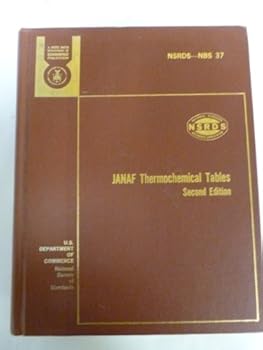 NSRDS—NBS 37
NSRDS
JANAF Thermochemical Tables
Second Edition
U.S.
DEPARTMENT
OF
COMMERCE
National
Bureau
of
Standards